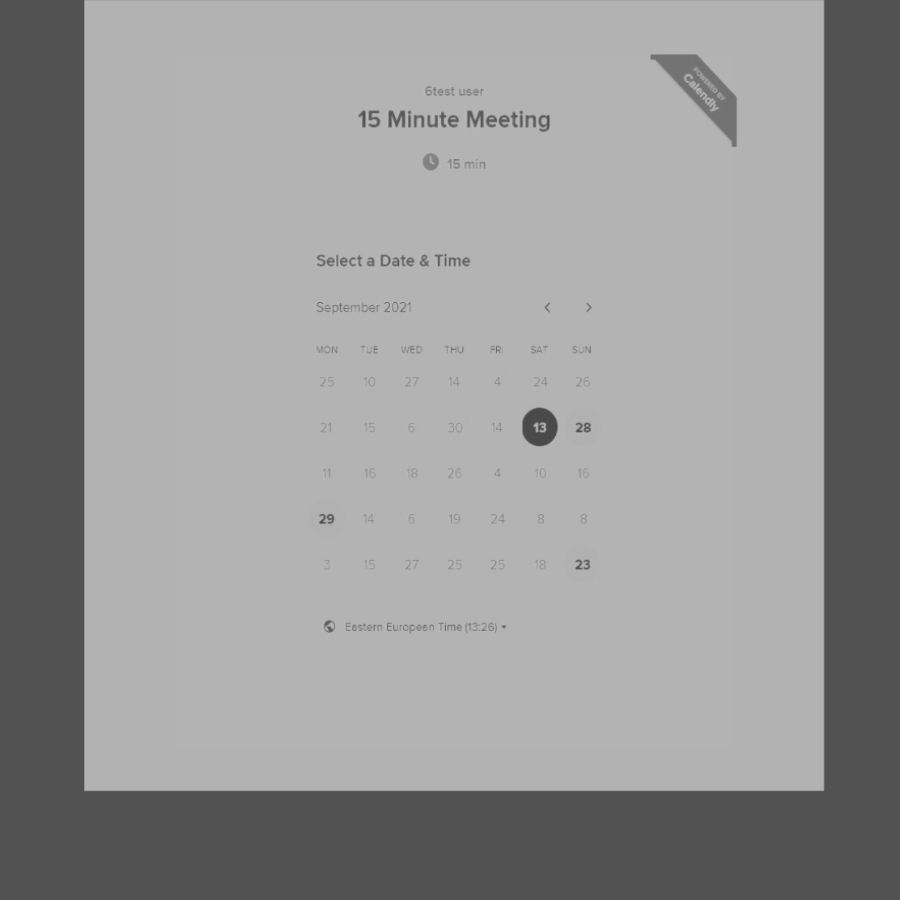 POWERED BY
Calendly
6test user
15 Minute Meeting
15 min
Select a Date & Time
September 2021
MON TUE WED THU FRI SAT SUN
25 10 27 14 4 24 26
21 15 6 30 14 13 28
11 16 18 26 4 10 16
29 14 6 19 24 8 8
3 15 27 25 25 18 23
Eastern European Time (13:26)